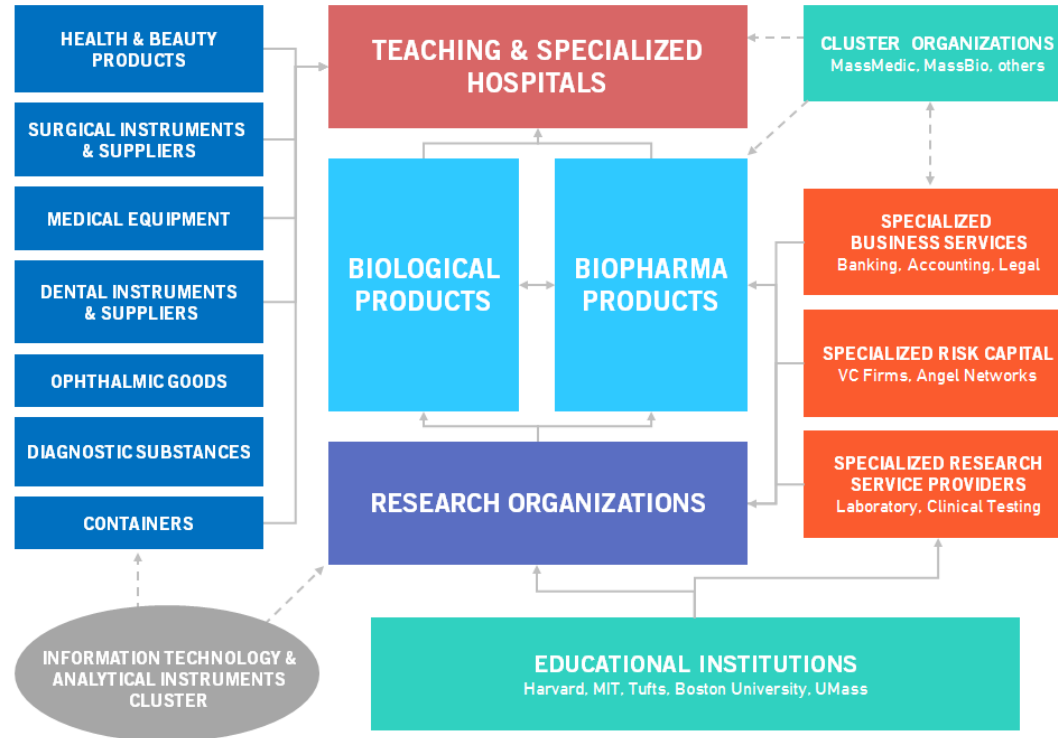 HEALTH & BEAUTY
PRODUCTS
SURGICAL INSTRUMENTS
& SUPPLIERS
MEDICAL EQUIPMENT
DENTAL INSTRUMENTS
& SUPPLIERS
OPHTHALMIC GOODS
DIAGNOSTIC SUBSTANCES
CONTAINERS
INFORMATION TECHNOLOGY &
ANALYTICAL INSTRUMENTS
CLUSTER
TEACHING & SPECIALIZED
HOSPITALS
BIOLOGICAL
PRODUCTS
BIOPHARMA
PRODUCTS
RESEARCH ORGANIZATIONS
EDUCATIONAL INSTITUTIONS
Harvard, MIT, Tufts, Boston University, UMass
CLUSTER ORGANIZATIONS
MassMedic, MassBio, others
SPECIALIZED
BUSINESS SERVICES
Banking, Accounting, Legal
SPECIALIZED RISK CAPITAL
VC Firms, Angel Networks
SPECIALIZED RESEARCH
SERVICE PROVIDERS
Laboratory, Clinical Testing